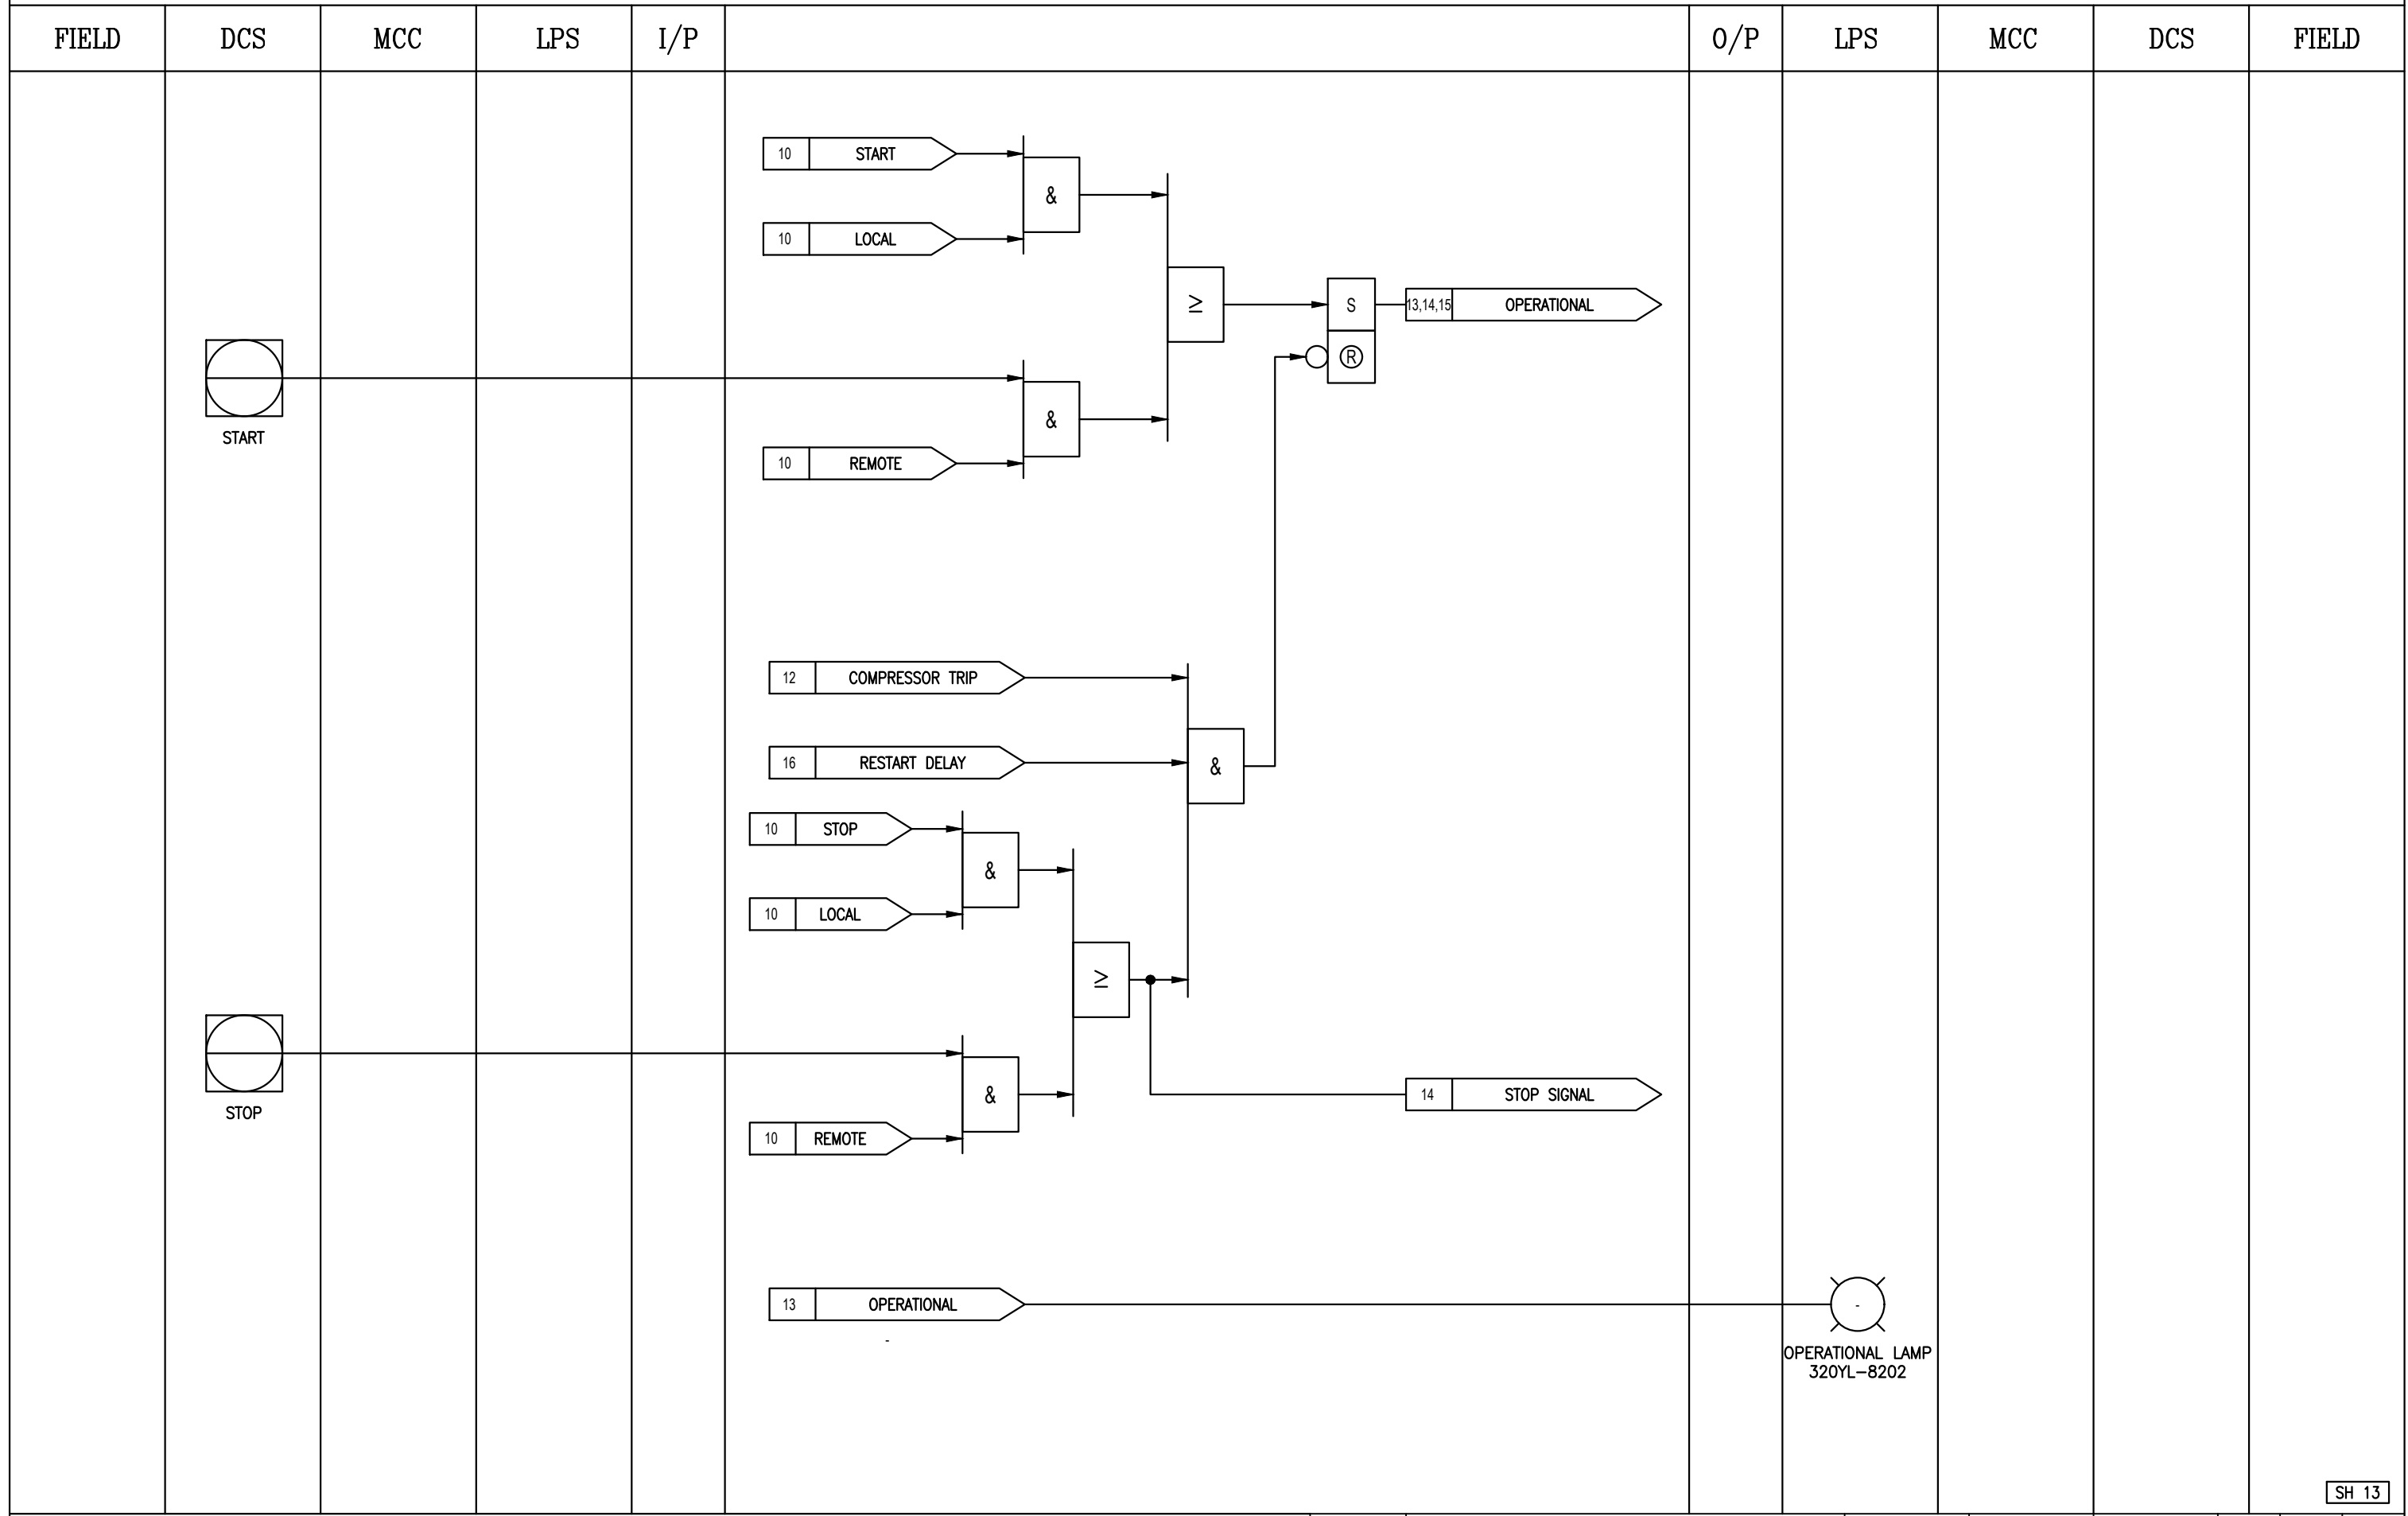 FIELD DCS MCC LPS I/P O/P LPS MCC DCS FIELD
10 START
&
10 LOCAL
≥
S 13,14,15 OPERATIONAL
R
START
&
10 REMOTE
12 COMPRESSOR TRIP
16 RESTART DELAY
&
10 STOP
&
10 LOCAL
≥
STOP
&
14 STOP SIGNAL
10 REMOTE
13 OPERATIONAL
-
-
OPERATIONAL LAMP
320YL-8202
SH 13